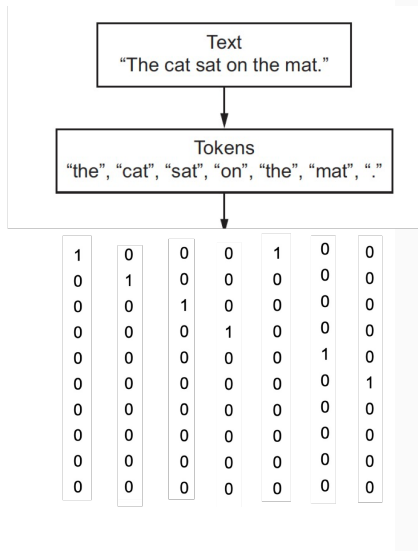 Text
“The cat sat on the mat.”
Tokens
“the”, “cat”, “sat”, “on”, “the”, “mat”, “.”
1 0 0 0 1 0 0
0 1 0 0 0 0 0
0 0 1 0 0 0 0
0 0 0 1 0 0 0
0 0 0 0 0 1 0
0 0 0 0 0 0 1
0 0 0 0 0 0 0
0 0 0 0 0 0 0
0 0 0 0 0 0 0
0 0 0 0 0 0 0